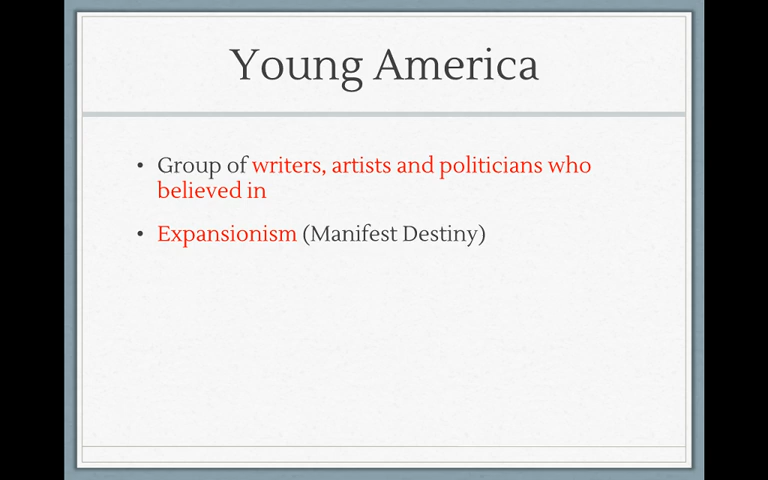 Young America
• Group of writers, artists and politicians who
believed in
• Expansionism (Manifest Destiny)